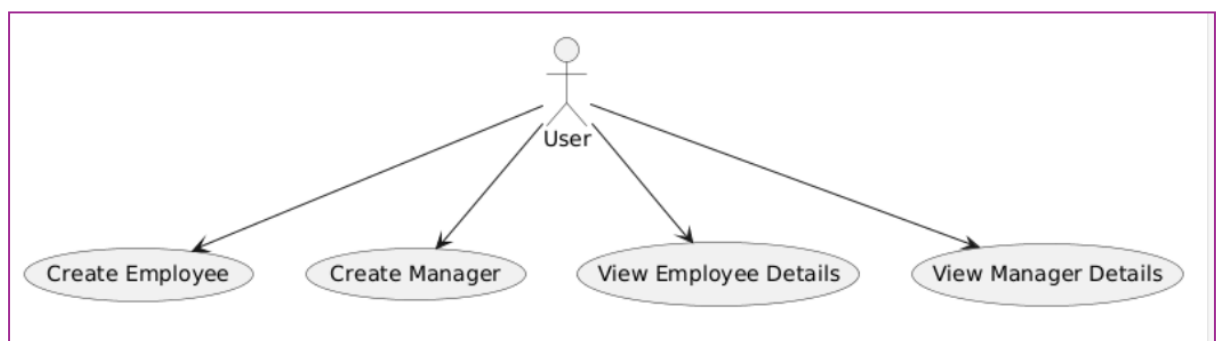 User
Create Employee
Create Manager
View Employee Details
View Manager Details